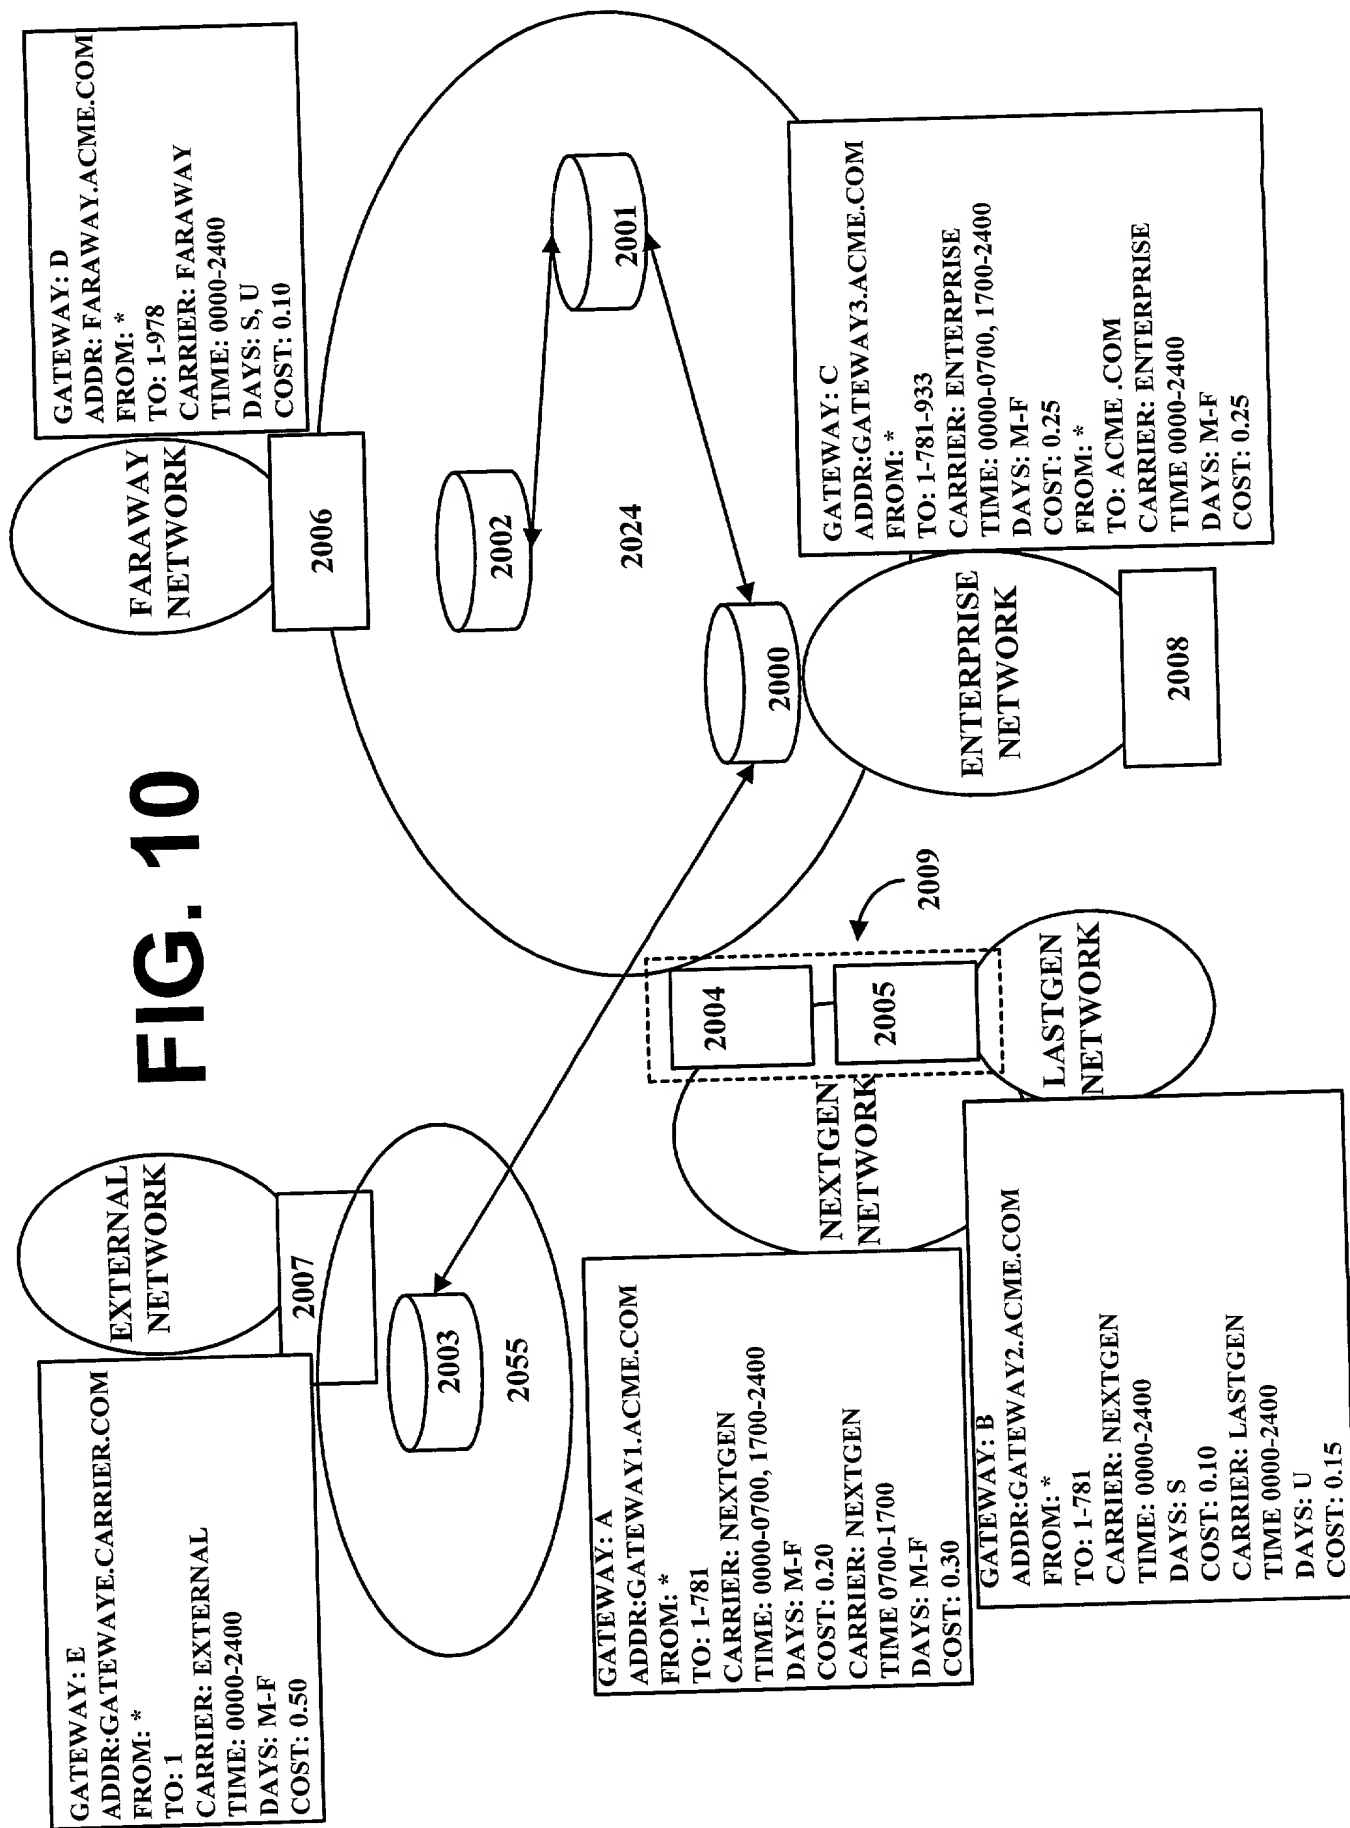 FIG. 10
EXTERNAL
NETWORK
2007
GATEWAY: E
ADDR:GATEWAYE.CARRIER.COM
FROM: *
TO: 1
CARRIER: EXTERNAL
TIME: 0000-2400
DAYS: M-F
COST: 0.50
2003
2055
FARAWAY
NETWORK
2006
GATEWAY: D
ADDR: FARAWAY.ACME.COM
FROM: *
TO: 1-978
CARRIER: FARAWAY
TIME: 0000-2400
DAYS: S, U
COST: 0.10
2002
2001
2024
2000
GATEWAY: A
ADDR:GATEWAY1.ACME.COM
FROM: *
TO: 1-781
CARRIER: NEXTGEN
TIME: 0000-0700, 1700-2400
DAYS: M-F
COST: 0.20
CARRIER: NEXTGEN
TIME 0700-1700
DAYS: M-F
COST: 0.30
NEXTGEN
NETWORK
2004
2005
2009
LASTGEN
NETWORK
GATEWAY: B
ADDR:GATEWAY2.ACME.COM
FROM: *
TO: 1-781
CARRIER: NEXTGEN
TIME: 0000-2400
DAYS: S
COST: 0.10
CARRIER: LASTGEN
TIME 0000-2400
DAYS: U
COST: 0.15
ENTERPRISE
NETWORK
2008
GATEWAY: C
ADDR:GATEWAY3.ACME.COM
FROM: *
TO: 1-781-933
CARRIER: ENTERPRISE
TIME: 0000-0700, 1700-2400
DAYS: M-F
COST: 0.25
FROM: *
TO: ACME .COM
CARRIER: ENTERPRISE
TIME 0000-2400
DAYS: M-F
COST: 0.25